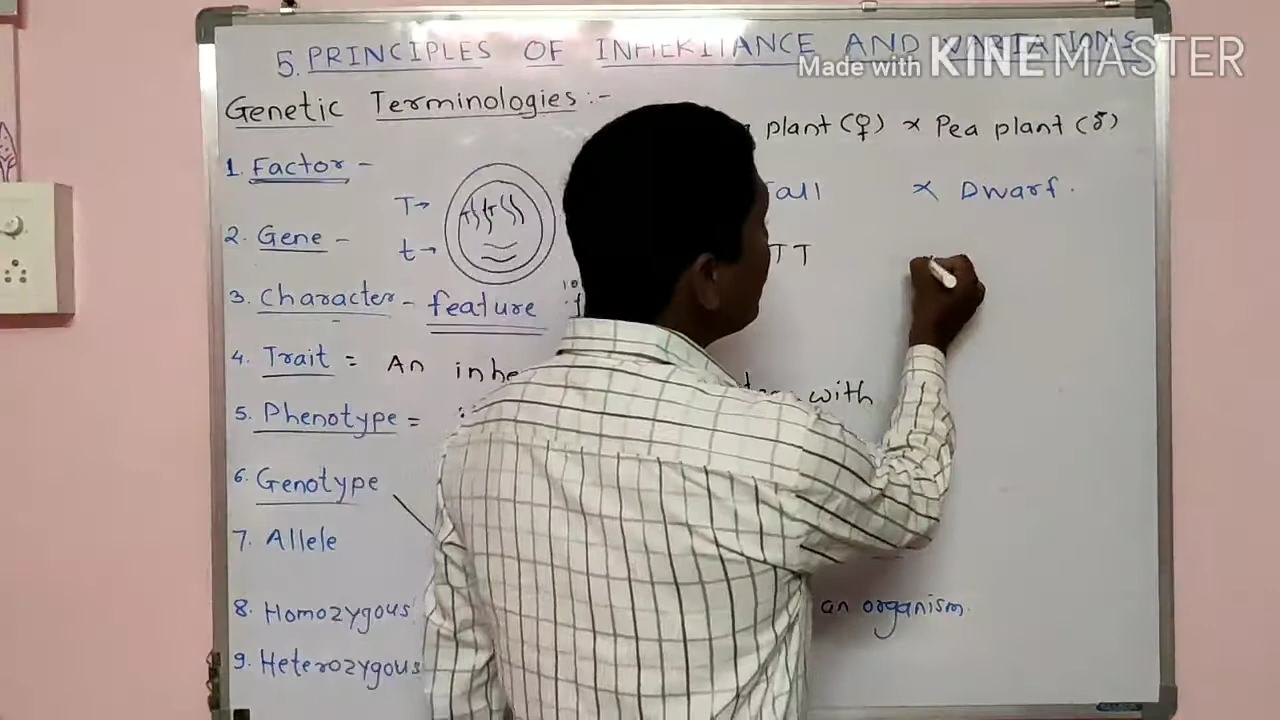 5. PRINCIPLES OF INHERITANCE AND VARIATIONS
Made with KINEMASTER
Genetic Terminologies :-
plant (♀) × Pea plant (♂)
1. Factor -
Tall × Dwarf.
T→
2. Gene -
t→
TT
3. Character - feature
4. Trait = An
with
5. Phenotype =
6. Genotype
7. Allele
8. Homozygous
an organism.
9. Heterozygous